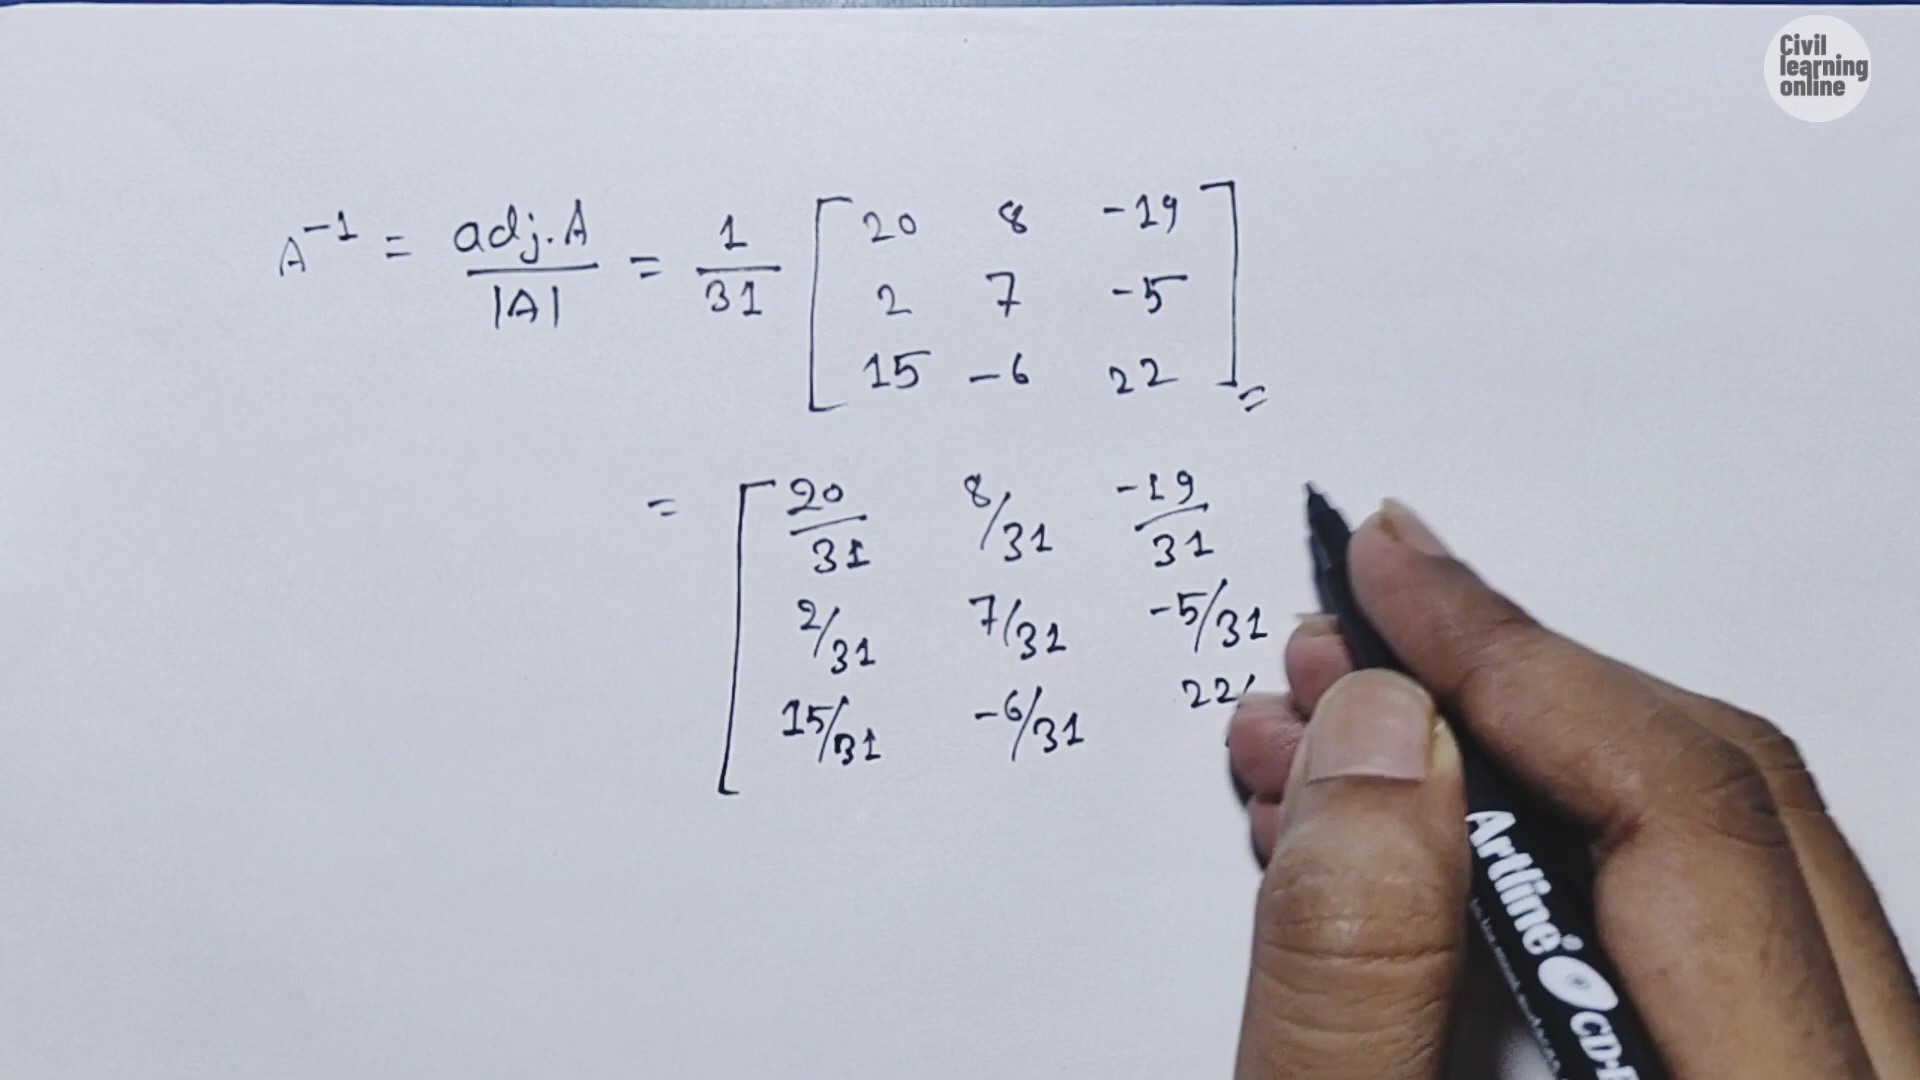 Civil
learning
online
A⁻¹ = adj.A / |A| = 1/31 [ 20 8 -19
2 7 -5
15 -6 22 ] =
= [ 20/31 8/31 -19/31
2/31 7/31 -5/31
15/31 -6/31 22/
Artline